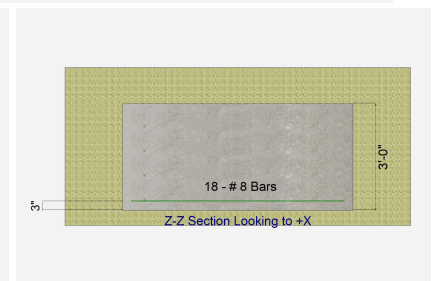 3'-0"
18 - # 8 Bars
3"
Z-Z Section Looking to +X